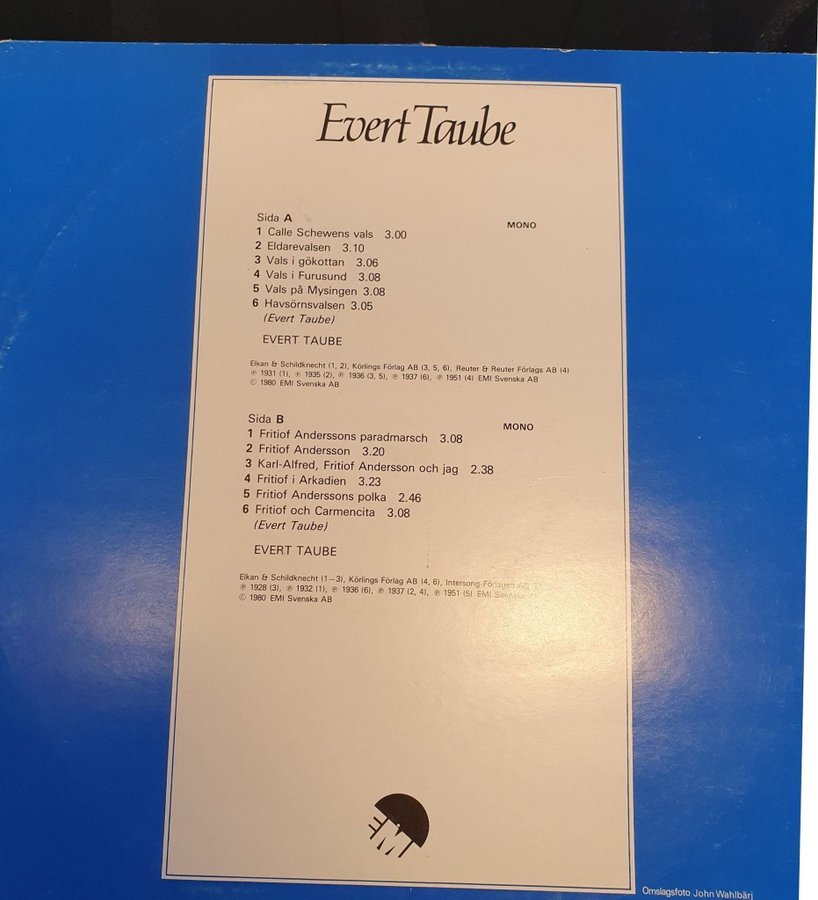 Evert Taube
Sida A
MONO
1 Calle Schewens vals 3.00
2 Eldarevalsen 3.10
3 Vals i gökottan 3.06
4 Vals i Furusund 3.08
5 Vals på Mysingen 3.08
6 Havsörnsvalsen 3.05
(Evert Taube)
EVERT TAUBE
Elkan & Schildknecht (1, 2), Körlings Förlag AB (3, 5, 6), Reuter & Reuter Förlags AB (4)
℗ 1931 (1), ℗ 1935 (2), ℗ 1936 (3, 5), ℗ 1937 (6), ℗ 1951 (4) EMI Svenska AB
© 1980 EMI Svenska AB
Sida B
MONO
1 Fritiof Anderssons paradmarsch 3.08
2 Fritiof Andersson 3.20
3 Karl-Alfred, Fritiof Andersson och jag 2.38
4 Fritiof i Arkadien 3.23
5 Fritiof Anderssons polka 2.46
6 Fritiof och Carmencita 3.08
(Evert Taube)
EVERT TAUBE
Elkan & Schildknecht (1–3), Körlings Förlag AB (4, 6), Intersong-Förlagen AB
℗ 1928 (3), ℗ 1932 (1), ℗ 1936 (6), ℗ 1937 (2, 4), ℗ 1951 (5) EMI Svenska
© 1980 EMI Svenska AB
EMI
Omslagsfoto John Wahlbärj